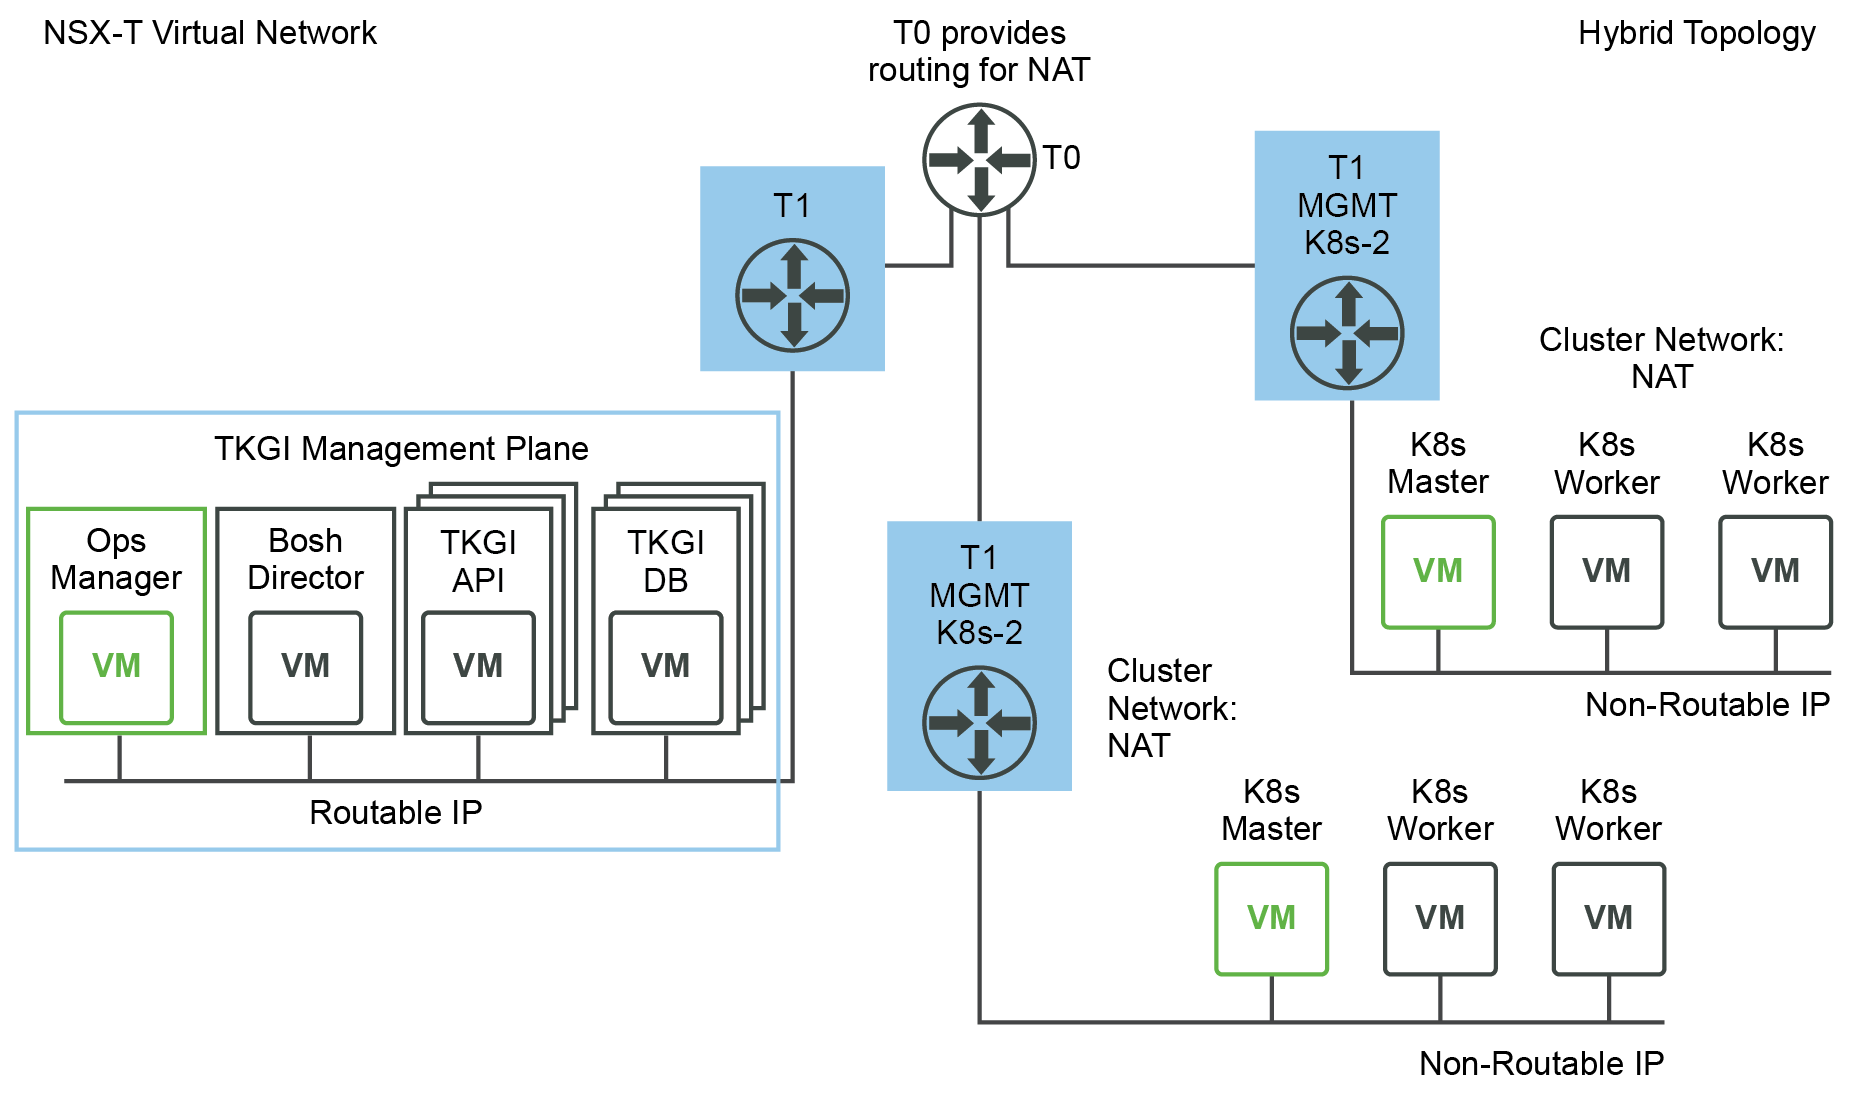 NSX-T Virtual Network
T0 provides
routing for NAT
Hybrid Topology
T0
T1
T1
MGMT
K8s-2
Cluster Network:
NAT
K8s
Master
K8s
Worker
K8s
Worker
VM
VM
VM
Non-Routable IP
TKGI Management Plane
Ops
Manager
VM
Bosh
Director
VM
TKGI
API
VM
TKGI
DB
VM
Routable IP
T1
MGMT
K8s-2
Cluster
Network:
NAT
K8s
Master
K8s
Worker
K8s
Worker
VM
VM
VM
Non-Routable IP